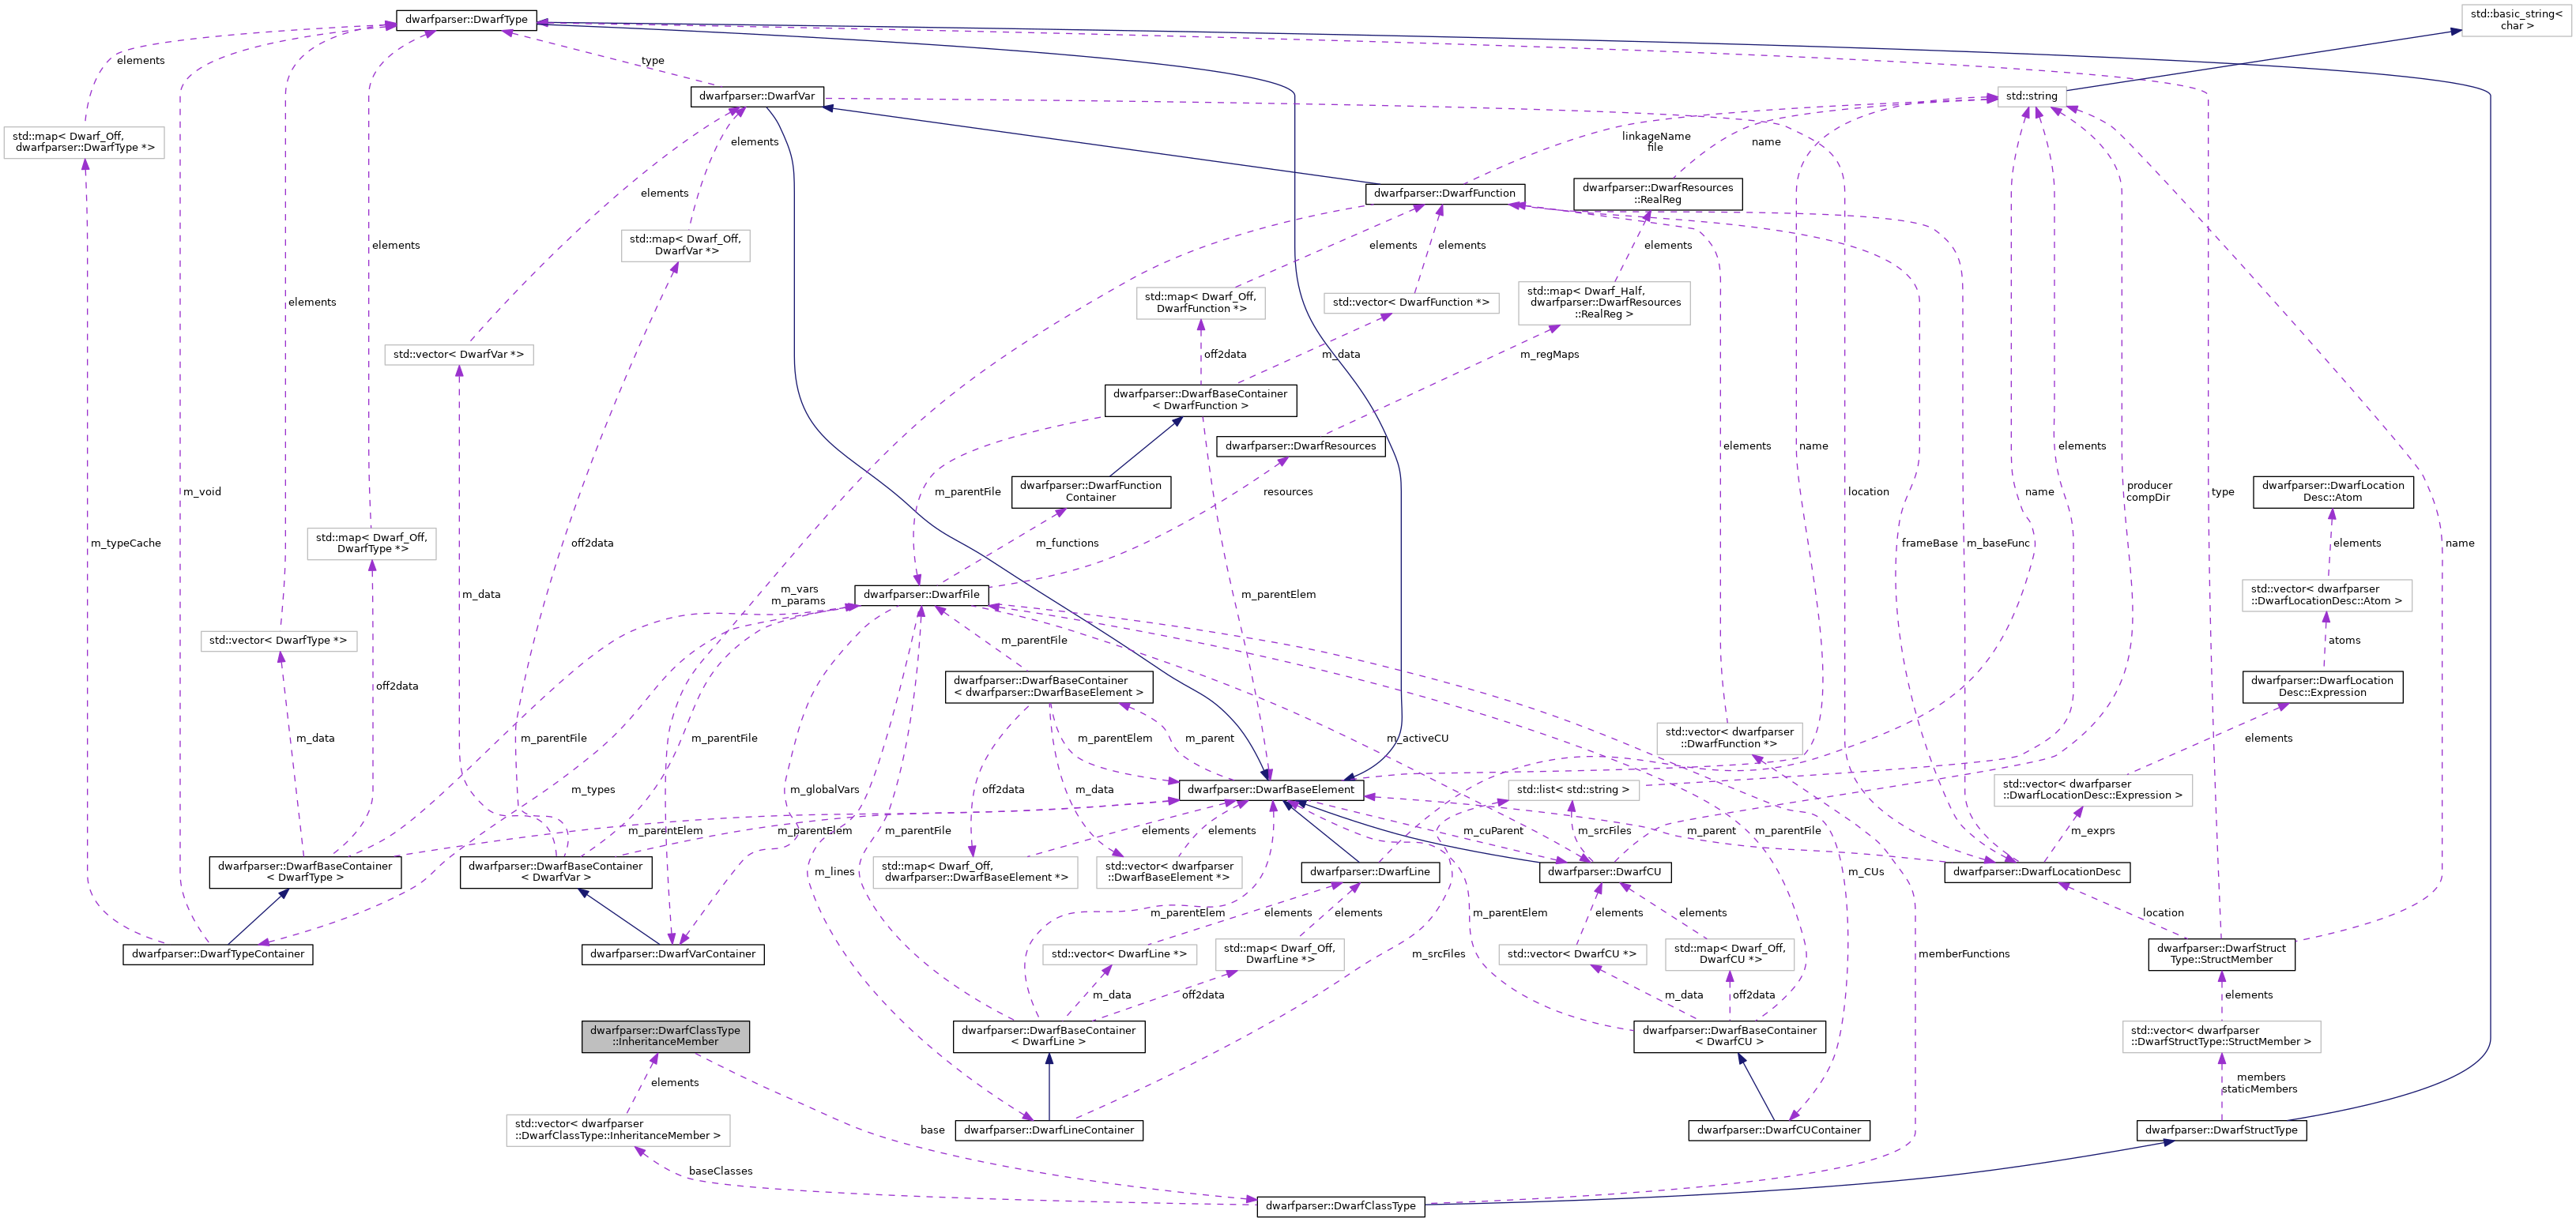 dwarfparser::DwarfType
std::basic_string<
char >
elements
type
dwarfparser::DwarfVar
std::string
std::map< Dwarf_Off,
dwarfparser::DwarfType *>
elements
linkageName
file
name
dwarfparser::DwarfFunction
dwarfparser::DwarfResources
::RealReg
elements
std::map< Dwarf_Off,
DwarfVar *>
elements
elements
elements
elements
std::map< Dwarf_Off,
DwarfFunction *>
std::vector< DwarfFunction *>
std::map< Dwarf_Half,
dwarfparser::DwarfResources
::RealReg >
elements
std::vector< DwarfVar *>
off2data
m_data
m_regMaps
dwarfparser::DwarfBaseContainer
< DwarfFunction >
dwarfparser::DwarfResources
elements
name
elements
m_void
m_parentFile
dwarfparser::DwarfFunction
Container
resources
location
name
producer
compDir
type
dwarfparser::DwarfLocation
Desc::Atom
m_typeCache
std::map< Dwarf_Off,
DwarfType *>
off2data
m_functions
frameBase
m_baseFunc
elements
name
m_data
m_vars
m_params
dwarfparser::DwarfFile
m_parentElem
std::vector< dwarfparser
::DwarfLocationDesc::Atom >
std::vector< DwarfType *>
m_parentFile
atoms
off2data
dwarfparser::DwarfBaseContainer
< dwarfparser::DwarfBaseElement >
dwarfparser::DwarfLocation
Desc::Expression
m_data
m_parentFile
m_parentFile
m_parentElem
m_parent
m_activeCU
std::vector< dwarfparser
::DwarfFunction *>
elements
m_types
m_globalVars
off2data
m_data
dwarfparser::DwarfBaseElement
std::list< std::string >
std::vector< dwarfparser
::DwarfLocationDesc::Expression >
m_parentElem
m_parentElem
m_parentFile
elements
elements
m_cuParent
m_srcFiles
m_parent
m_parentFile
m_exprs
dwarfparser::DwarfBaseContainer
< DwarfType >
dwarfparser::DwarfBaseContainer
< DwarfVar >
m_lines
std::map< Dwarf_Off,
dwarfparser::DwarfBaseElement *>
std::vector< dwarfparser
::DwarfBaseElement *>
dwarfparser::DwarfLine
dwarfparser::DwarfCU
m_CUs
dwarfparser::DwarfLocationDesc
m_parentElem
elements
elements
m_parentElem
elements
elements
location
dwarfparser::DwarfTypeContainer
dwarfparser::DwarfVarContainer
std::vector< DwarfLine *>
std::map< Dwarf_Off,
DwarfLine *>
m_srcFiles
std::vector< DwarfCU *>
std::map< Dwarf_Off,
DwarfCU *>
memberFunctions
dwarfparser::DwarfStruct
Type::StructMember
m_data
off2data
m_data
off2data
elements
dwarfparser::DwarfClassType
::InheritanceMember
dwarfparser::DwarfBaseContainer
< DwarfLine >
dwarfparser::DwarfBaseContainer
< DwarfCU >
std::vector< dwarfparser
::DwarfStructType::StructMember >
elements
members
staticMembers
std::vector< dwarfparser
::DwarfClassType::InheritanceMember >
base
dwarfparser::DwarfLineContainer
dwarfparser::DwarfCUContainer
dwarfparser::DwarfStructType
baseClasses
dwarfparser::DwarfClassType